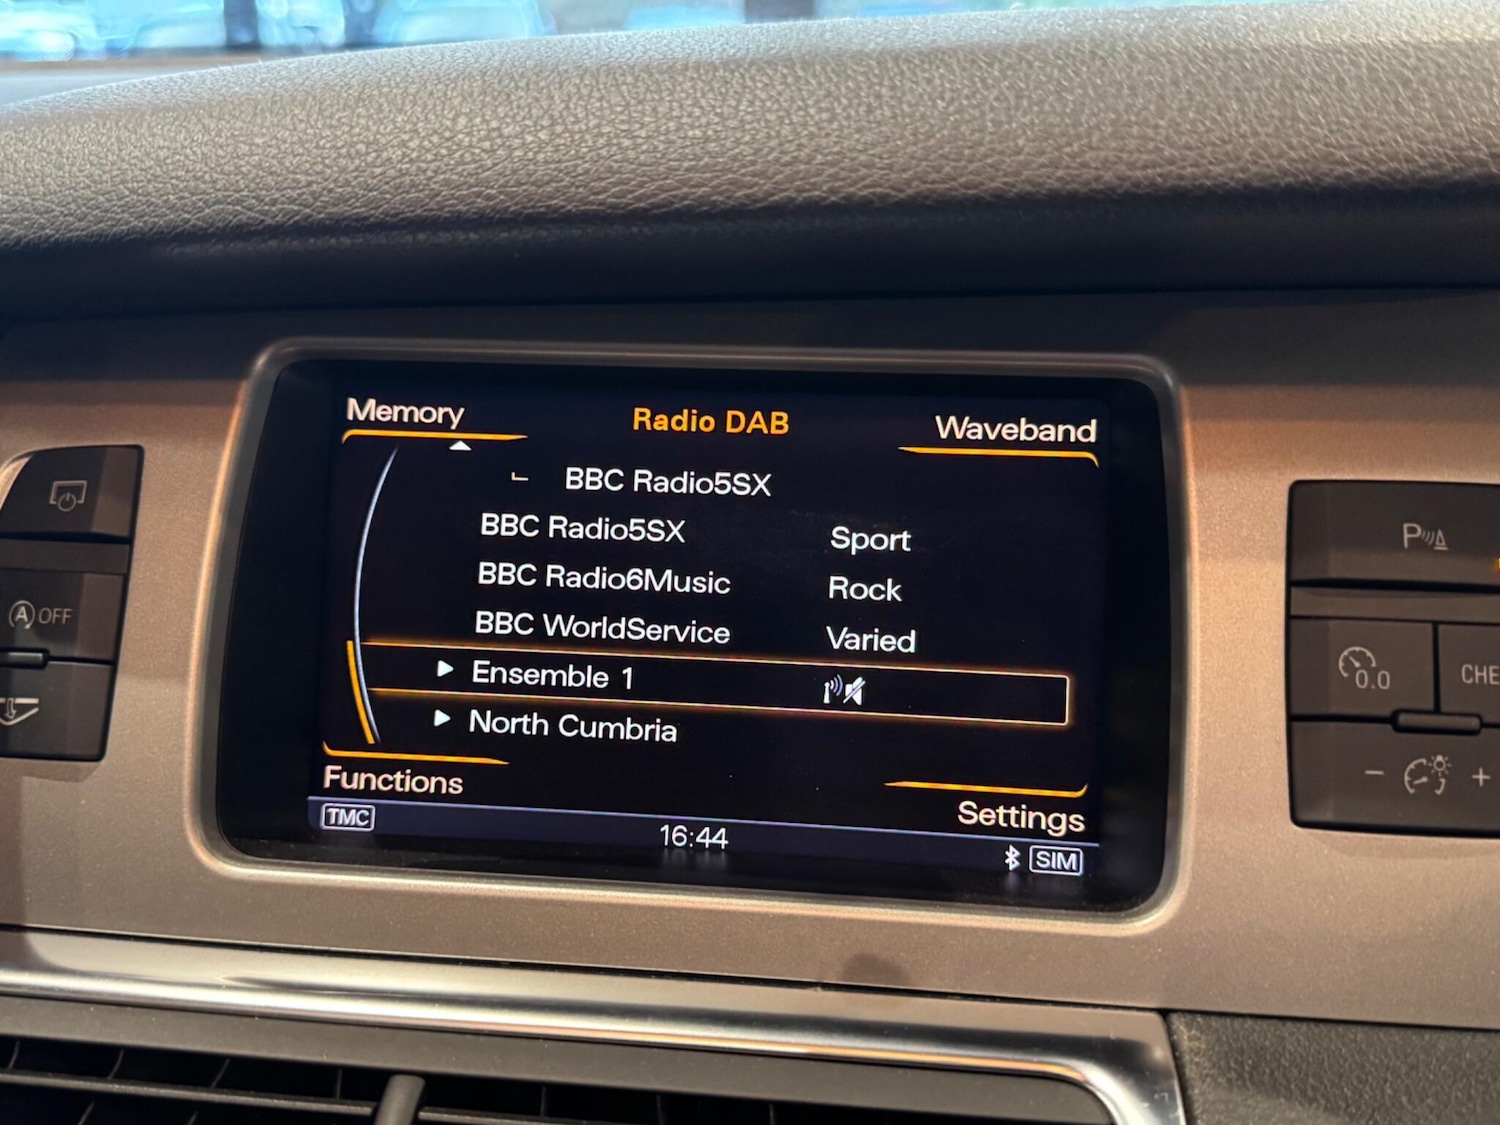 Memory
Radio DAB
Waveband
BBC Radio5SX
BBC Radio5SX Sport
BBC Radio6Music Rock
BBC WorldService Varied
Ensemble 1
North Cumbria
Functions
Settings
TMC
16:44
SIM
A OFF
P
0.0
CHE
- +